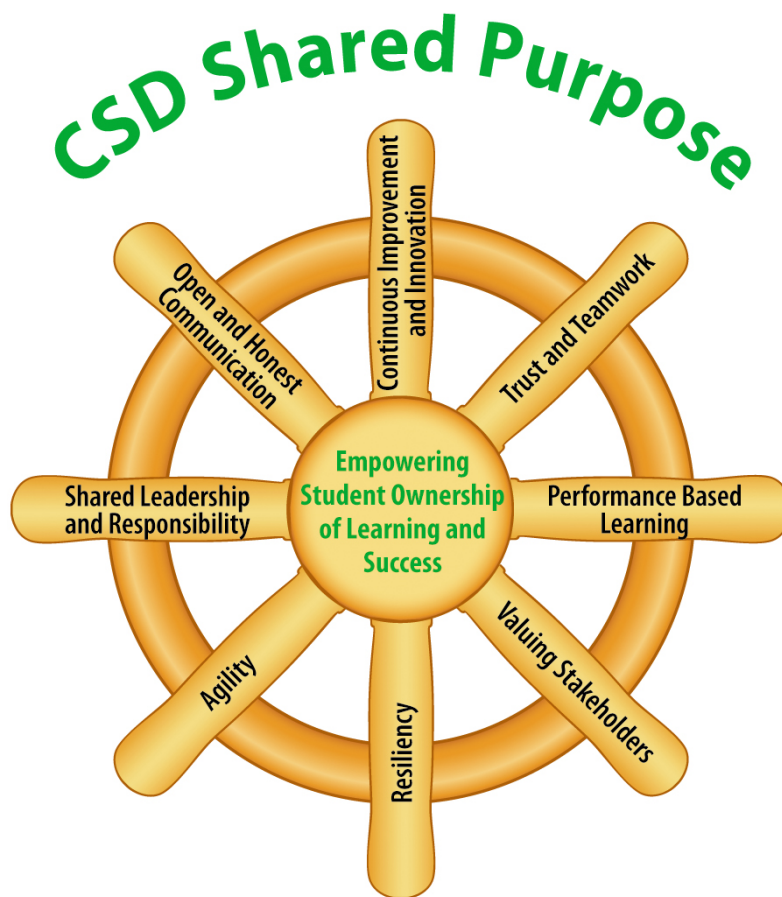 CSD Shared Purpose
Continuous Improvement
and Innovation
Trust and Teamwork
Performance Based
Learning
Valuing Stakeholders
Resiliency
Agility
Shared Leadership
and Responsibility
Open and Honest
Communication
Empowering
Student Ownership
of Learning and
Success